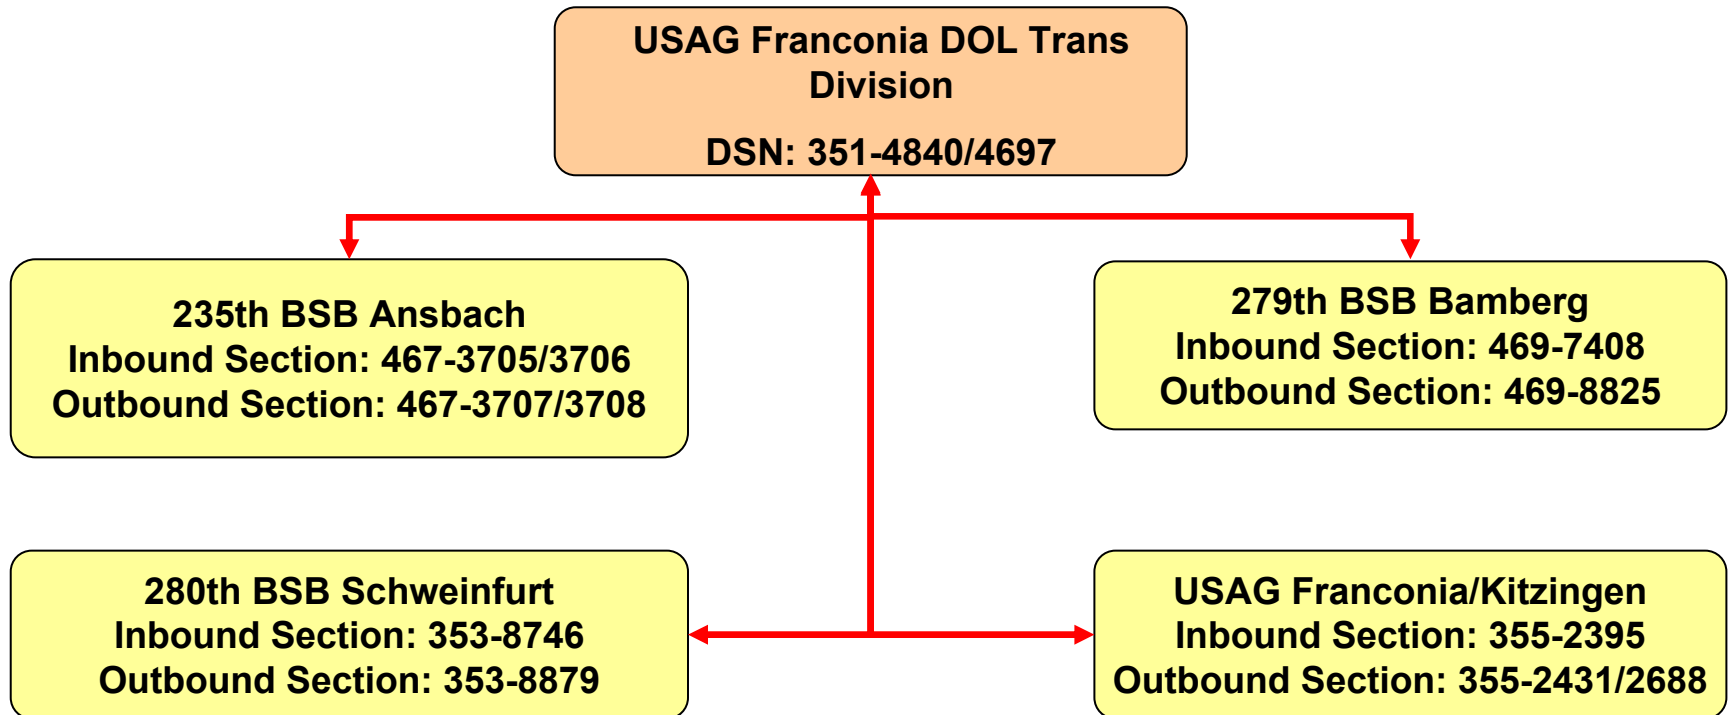 USAG Franconia DOL Trans
Division
DSN: 351-4840/4697
235th BSB Ansbach
Inbound Section: 467-3705/3706
Outbound Section: 467-3707/3708
279th BSB Bamberg
Inbound Section: 469-7408
Outbound Section: 469-8825
280th BSB Schweinfurt
Inbound Section: 353-8746
Outbound Section: 353-8879
USAG Franconia/Kitzingen
Inbound Section: 355-2395
Outbound Section: 355-2431/2688